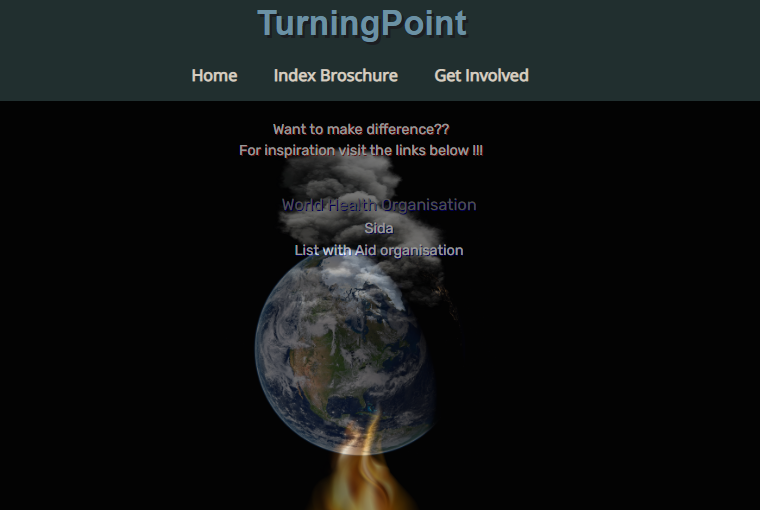 TurningPoint
Home Index Broschure Get Involved
Want to make difference??
For inspiration visit the links below !!!
World Health Organisation
Sida
List with Aid organisation